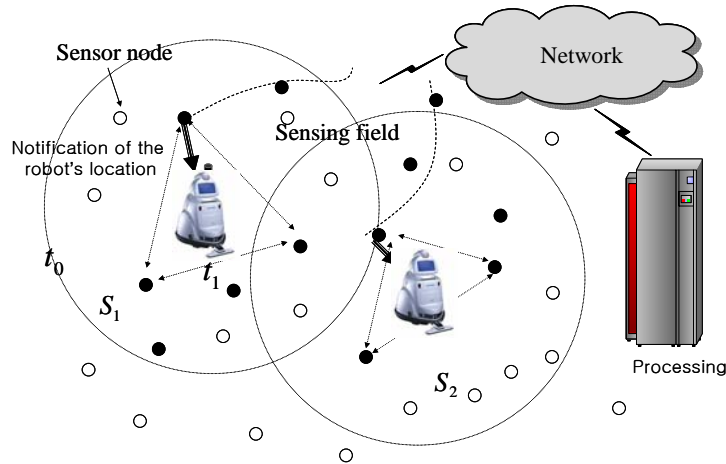 Network
Sensor node
Sensing field
Notification of the
robot's location
t0
t1
S1
S2
Processing